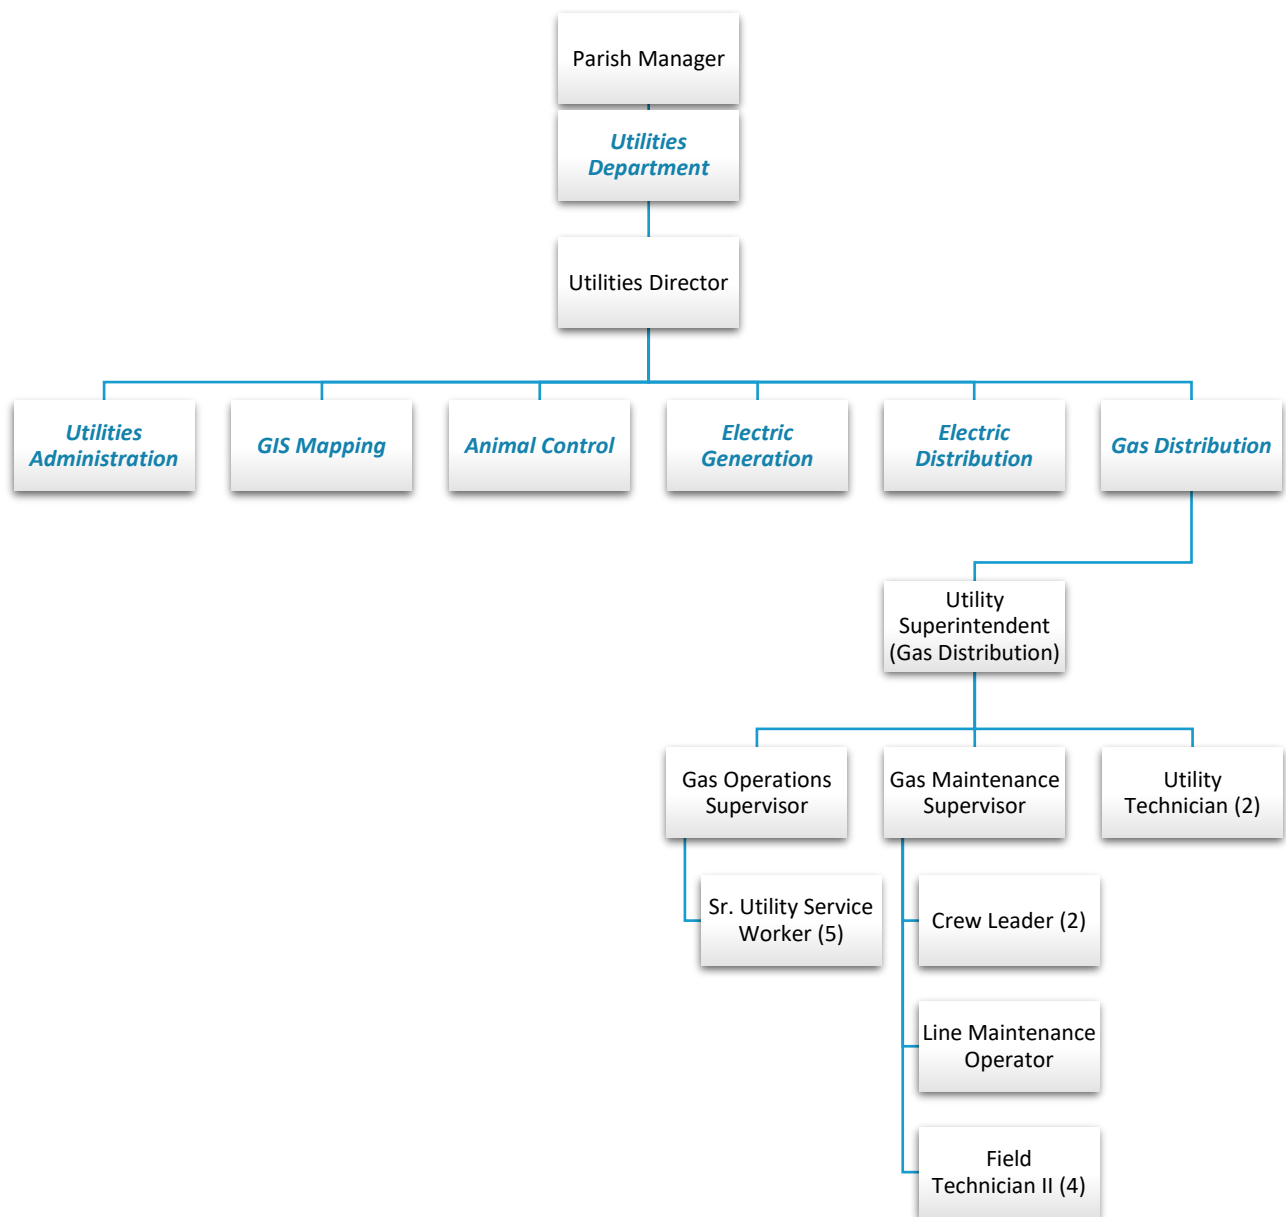 Parish Manager
Utilities
Department
Utilities Director
Utilities
Administration
GIS Mapping
Animal Control
Electric
Generation
Electric
Distribution
Gas Distribution
Utility
Superintendent
(Gas Distribution)
Gas Operations
Supervisor
Gas Maintenance
Supervisor
Utility
Technician (2)
Sr. Utility Service
Worker (5)
Crew Leader (2)
Line Maintenance
Operator
Field
Technician II (4)